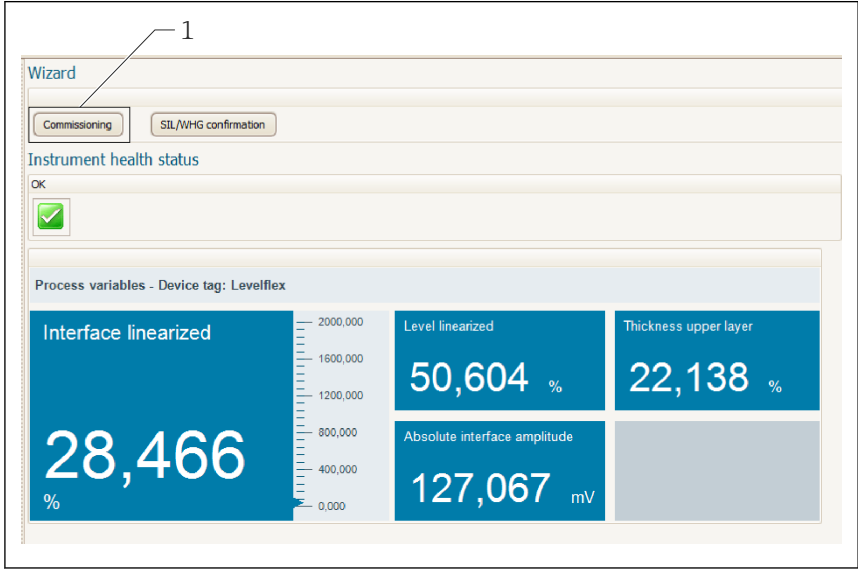 1
Wizard
Commissioning
SIL/WHG confirmation
Instrument health status
OK
Process variables - Device tag: Levelflex
Interface linearized
28,466
%
2000,000
1600,000
1200,000
800,000
400,000
0,000
Level linearized
50,604 %
Thickness upper layer
22,138 %
Absolute interface amplitude
127,067 mV